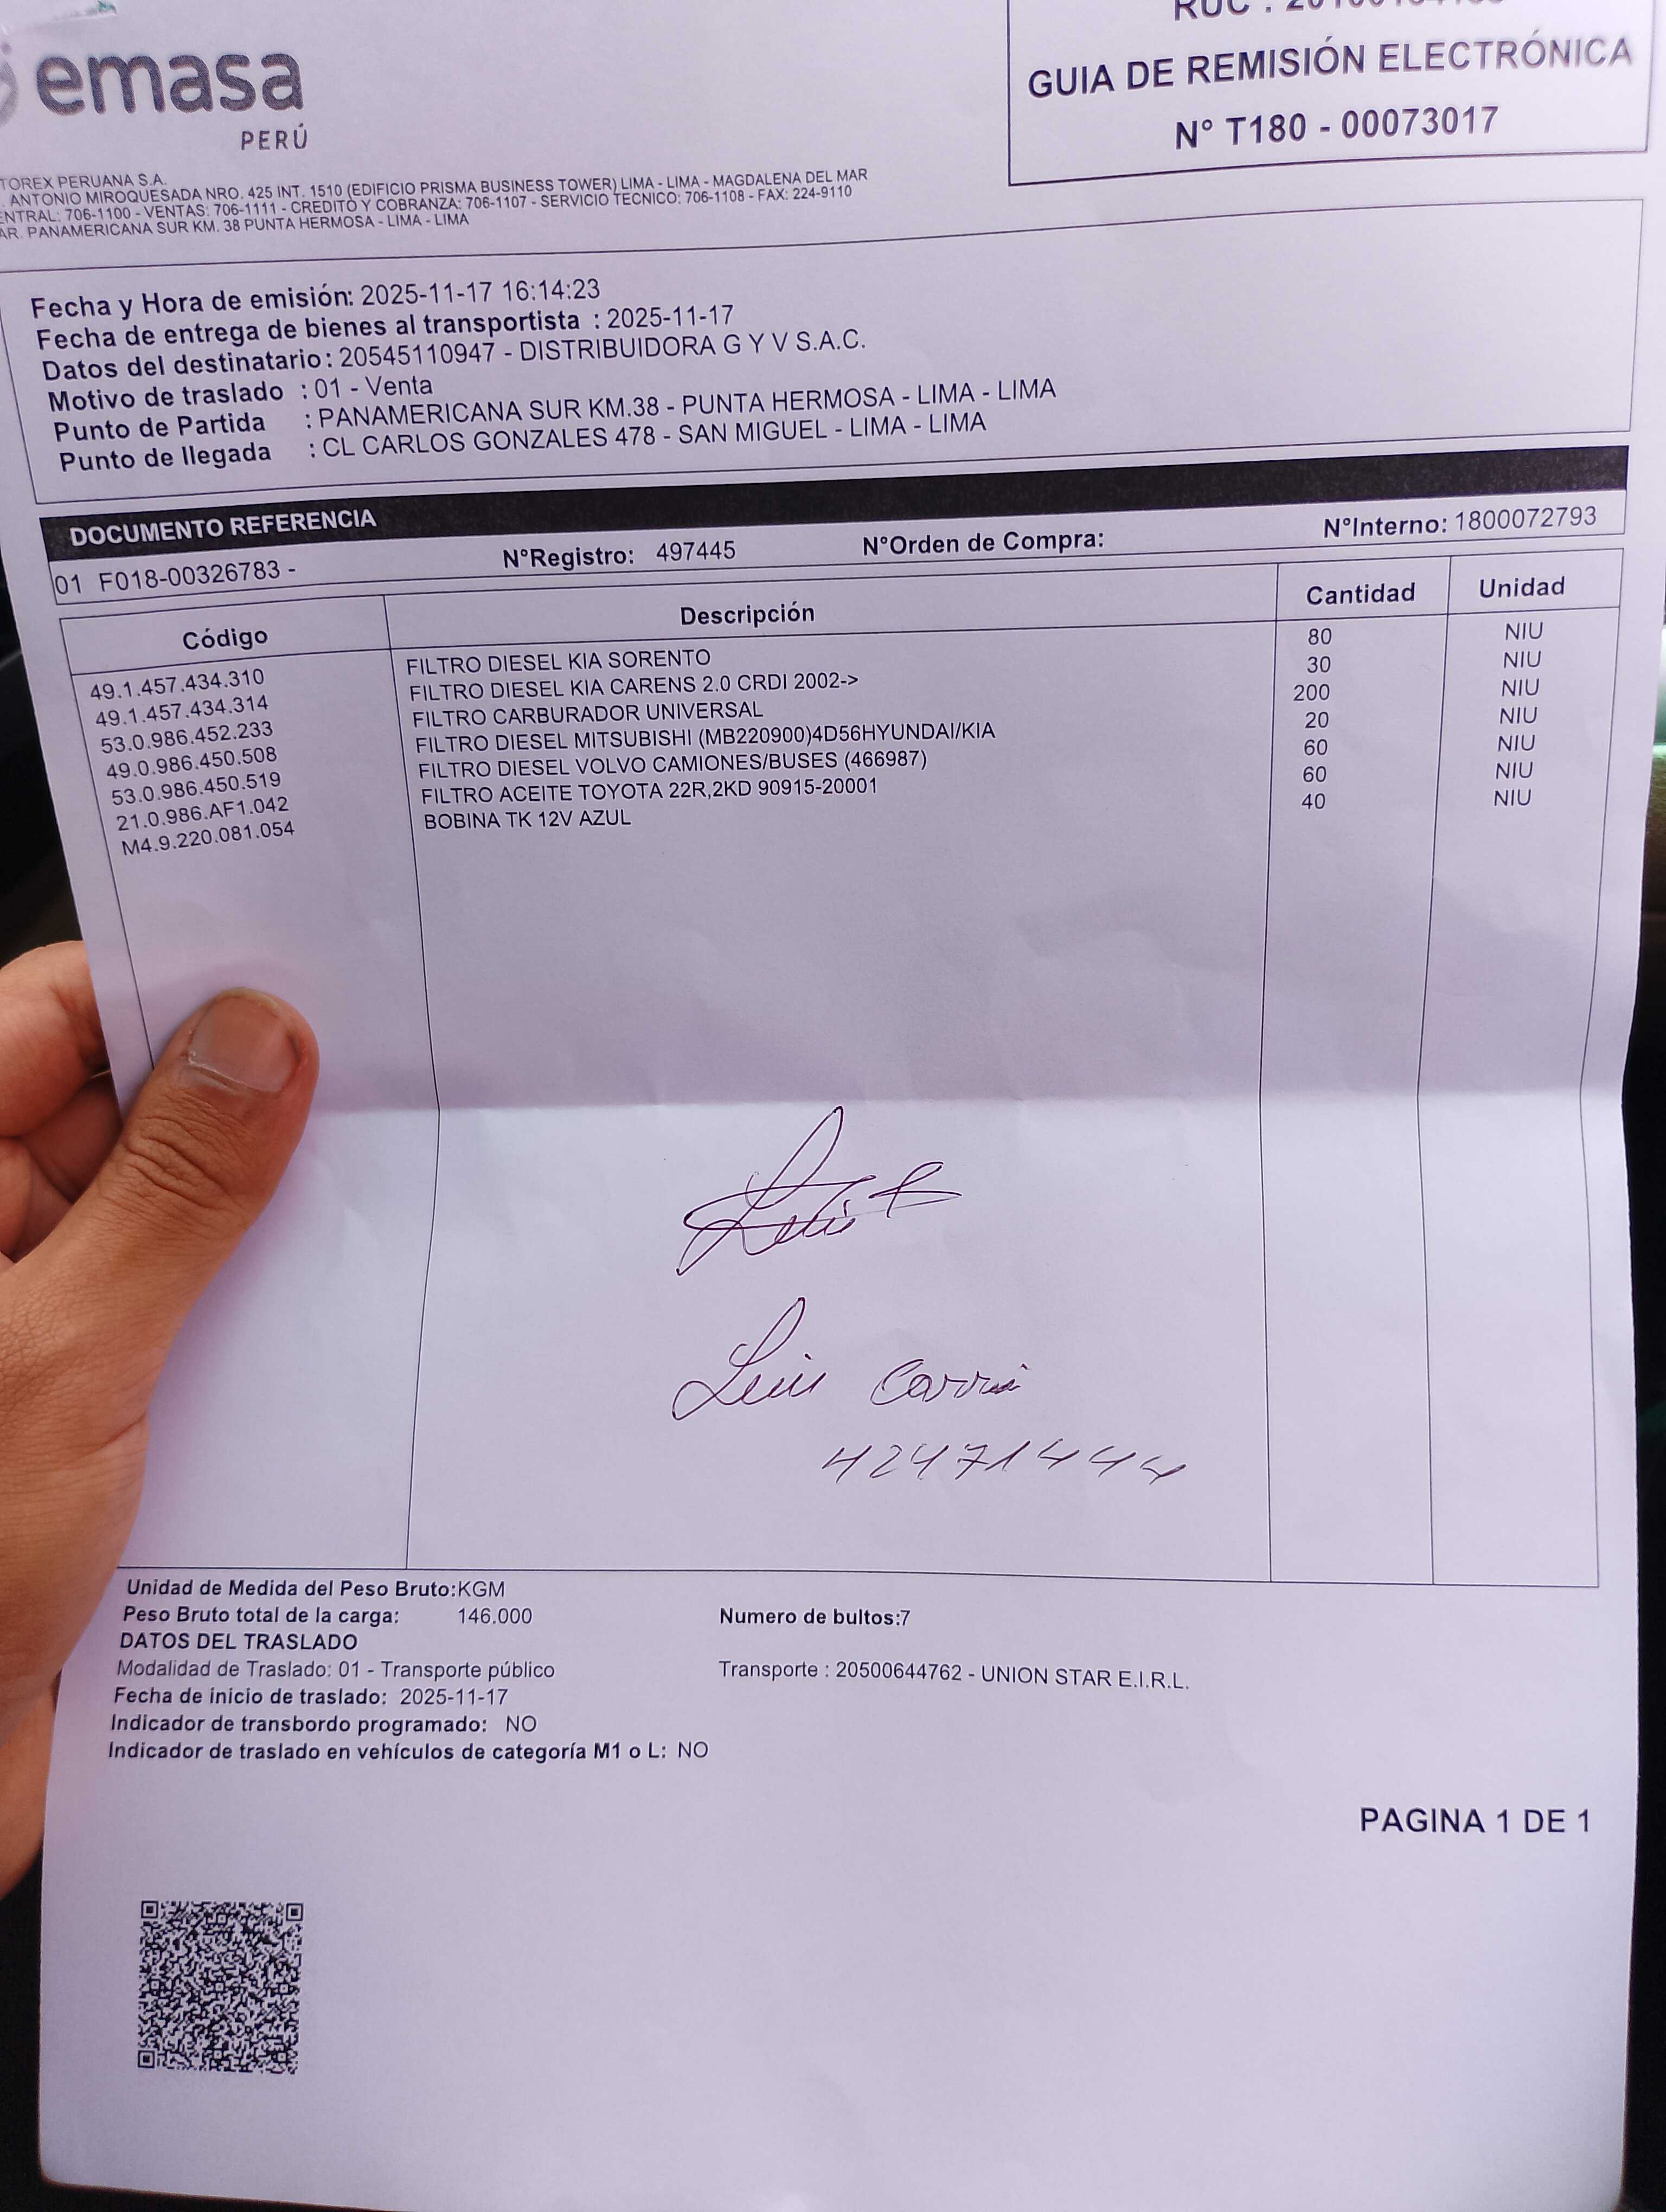 emasa
PERÚ
GUIA DE REMISIÓN ELECTRÓNICA
N° T180 - 00073017
TOREX PERUANA S.A.
. ANTONIO MIROQUESADA NRO. 425 INT. 1510 (EDIFICIO PRISMA BUSINESS TOWER) LIMA - LIMA - MAGDALENA DEL MAR
ENTRAL: 706-1100 - VENTAS: 706-1111 - CREDITO Y COBRANZA: 706-1107 - SERVICIO TECNICO: 706-1108 - FAX: 224-9110
AR. PANAMERICANA SUR KM. 38 PUNTA HERMOSA - LIMA - LIMA
Fecha y Hora de emisión: 2025-11-17 16:14:23
Fecha de entrega de bienes al transportista : 2025-11-17
Datos del destinatario: 20545110947 - DISTRIBUIDORA G Y V S.A.C.
Motivo de traslado : 01 - Venta
Punto de Partida : PANAMERICANA SUR KM.38 - PUNTA HERMOSA - LIMA - LIMA
Punto de llegada : CL CARLOS GONZALES 478 - SAN MIGUEL - LIMA - LIMA
DOCUMENTO REFERENCIA
01 F018-00326783 - N°Registro: 497445 N°Orden de Compra: N°Interno: 1800072793
Código Descripción Cantidad Unidad
49.1.457.434.310 FILTRO DIESEL KIA SORENTO 80 NIU
49.1.457.434.314 FILTRO DIESEL KIA CARENS 2.0 CRDI 2002-> 30 NIU
53.0.986.452.233 FILTRO CARBURADOR UNIVERSAL 200 NIU
49.0.986.450.508 FILTRO DIESEL MITSUBISHI (MB220900)4D56HYUNDAI/KIA 20 NIU
53.0.986.450.519 FILTRO DIESEL VOLVO CAMIONES/BUSES (466987) 60 NIU
21.0.986.AF1.042 FILTRO ACEITE TOYOTA 22R,2KD 90915-20001 60 NIU
M4.9.220.081.054 BOBINA TK 12V AZUL 40 NIU
Luis
42471444
Unidad de Medida del Peso Bruto:KGM
Peso Bruto total de la carga: 146.000 Numero de bultos:7
DATOS DEL TRASLADO
Modalidad de Traslado: 01 - Transporte público Transporte : 20500644762 - UNION STAR E.I.R.L.
Fecha de inicio de traslado: 2025-11-17
Indicador de transbordo programado: NO
Indicador de traslado en vehículos de categoría M1 o L: NO
PAGINA 1 DE 1